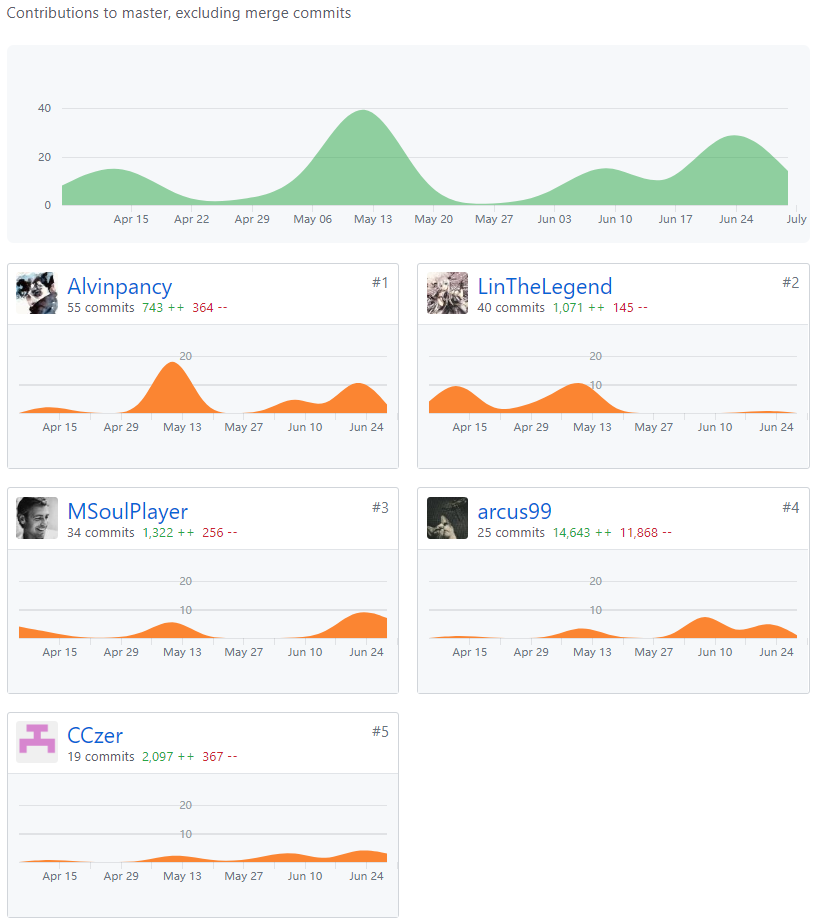 Contributions to master, excluding merge commits
40
20
0
Apr 15 Apr 22 Apr 29 May 06 May 13 May 20 May 27 Jun 03 Jun 10 Jun 17 Jun 24 July
Alvinpancy #1
55 commits 743 ++ 364 --
20
Apr 15 Apr 29 May 13 May 27 Jun 10 Jun 24
LinTheLegend #2
40 commits 1,071 ++ 145 --
20
10
Apr 15 Apr 29 May 13 May 27 Jun 10 Jun 24
MSoulPlayer #3
34 commits 1,322 ++ 256 --
20
10
Apr 15 Apr 29 May 13 May 27 Jun 10 Jun 24
arcus99 #4
25 commits 14,643 ++ 11,868 --
20
10
Apr 15 Apr 29 May 13 May 27 Jun 10 Jun 24
CCzer #5
19 commits 2,097 ++ 367 --
20
10
Apr 15 Apr 29 May 13 May 27 Jun 10 Jun 24